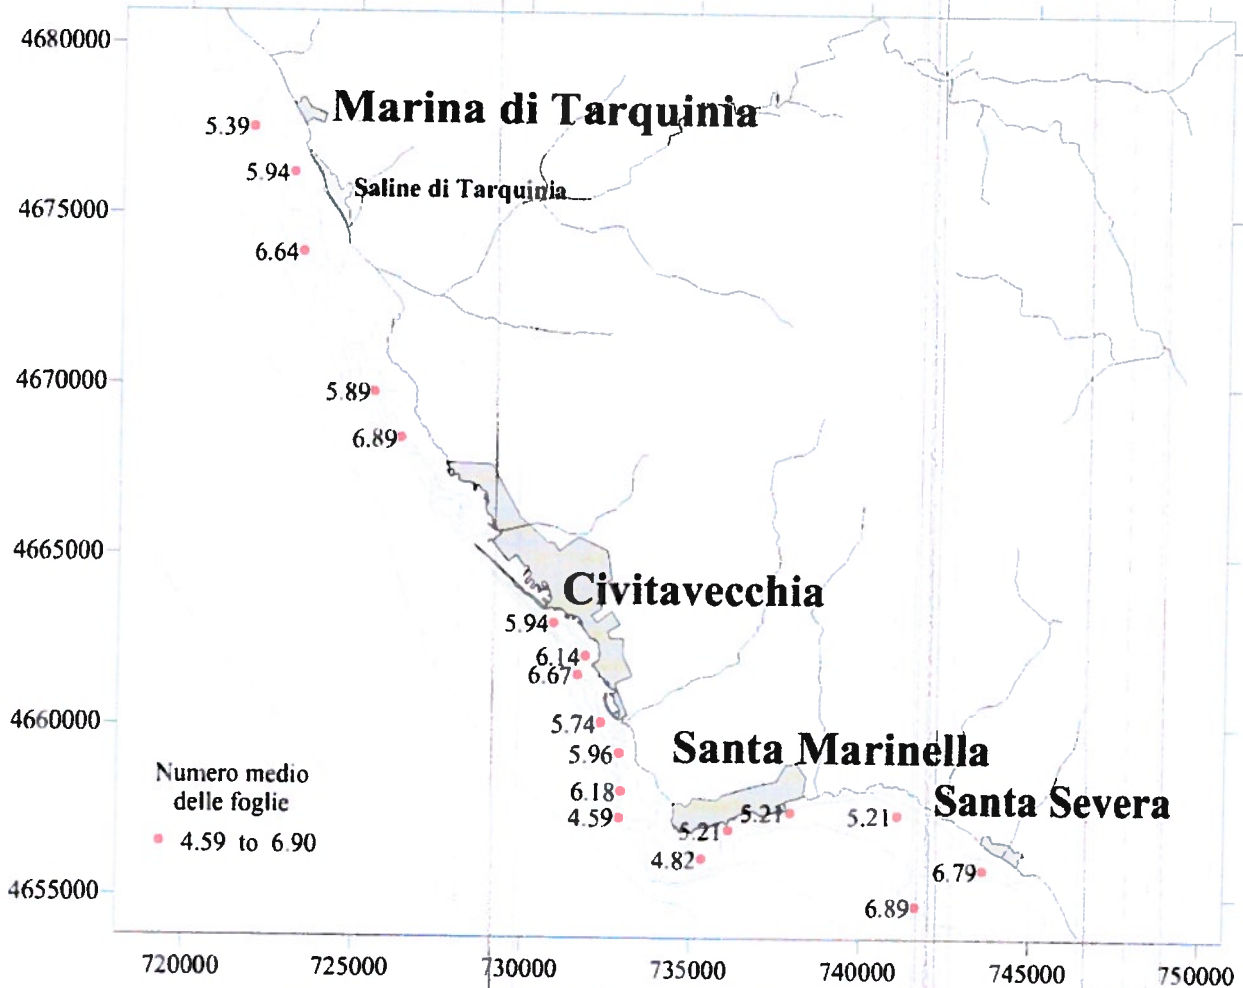 4680000
Marina di Tarquinia
5.39
5.94
Saline di Tarquinia
4675000
6.64
4670000
5.89
6.89
4665000
Civitavecchia
5.94
6.14
6.67
4660000
5.74
Santa Marinella
5.96
Numero medio
delle foglie
6.18
4.59
5.21
5.21
5.21
Santa Severa
4.59 to 6.90
4.82
6.79
4655000
6.89
720000 725000 730000 735000 740000 745000 750000